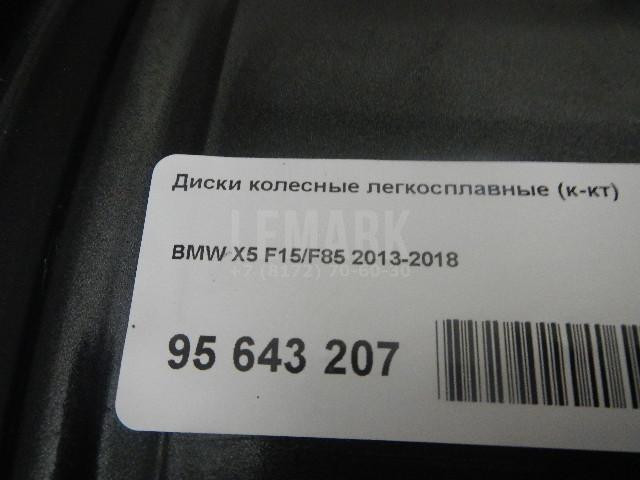 Диски колесные легкосплавные (к-кт)
LEMARK
BMW X5 F15/F85 2013-2018
+7 (8172) 70-60-30
95 643 207